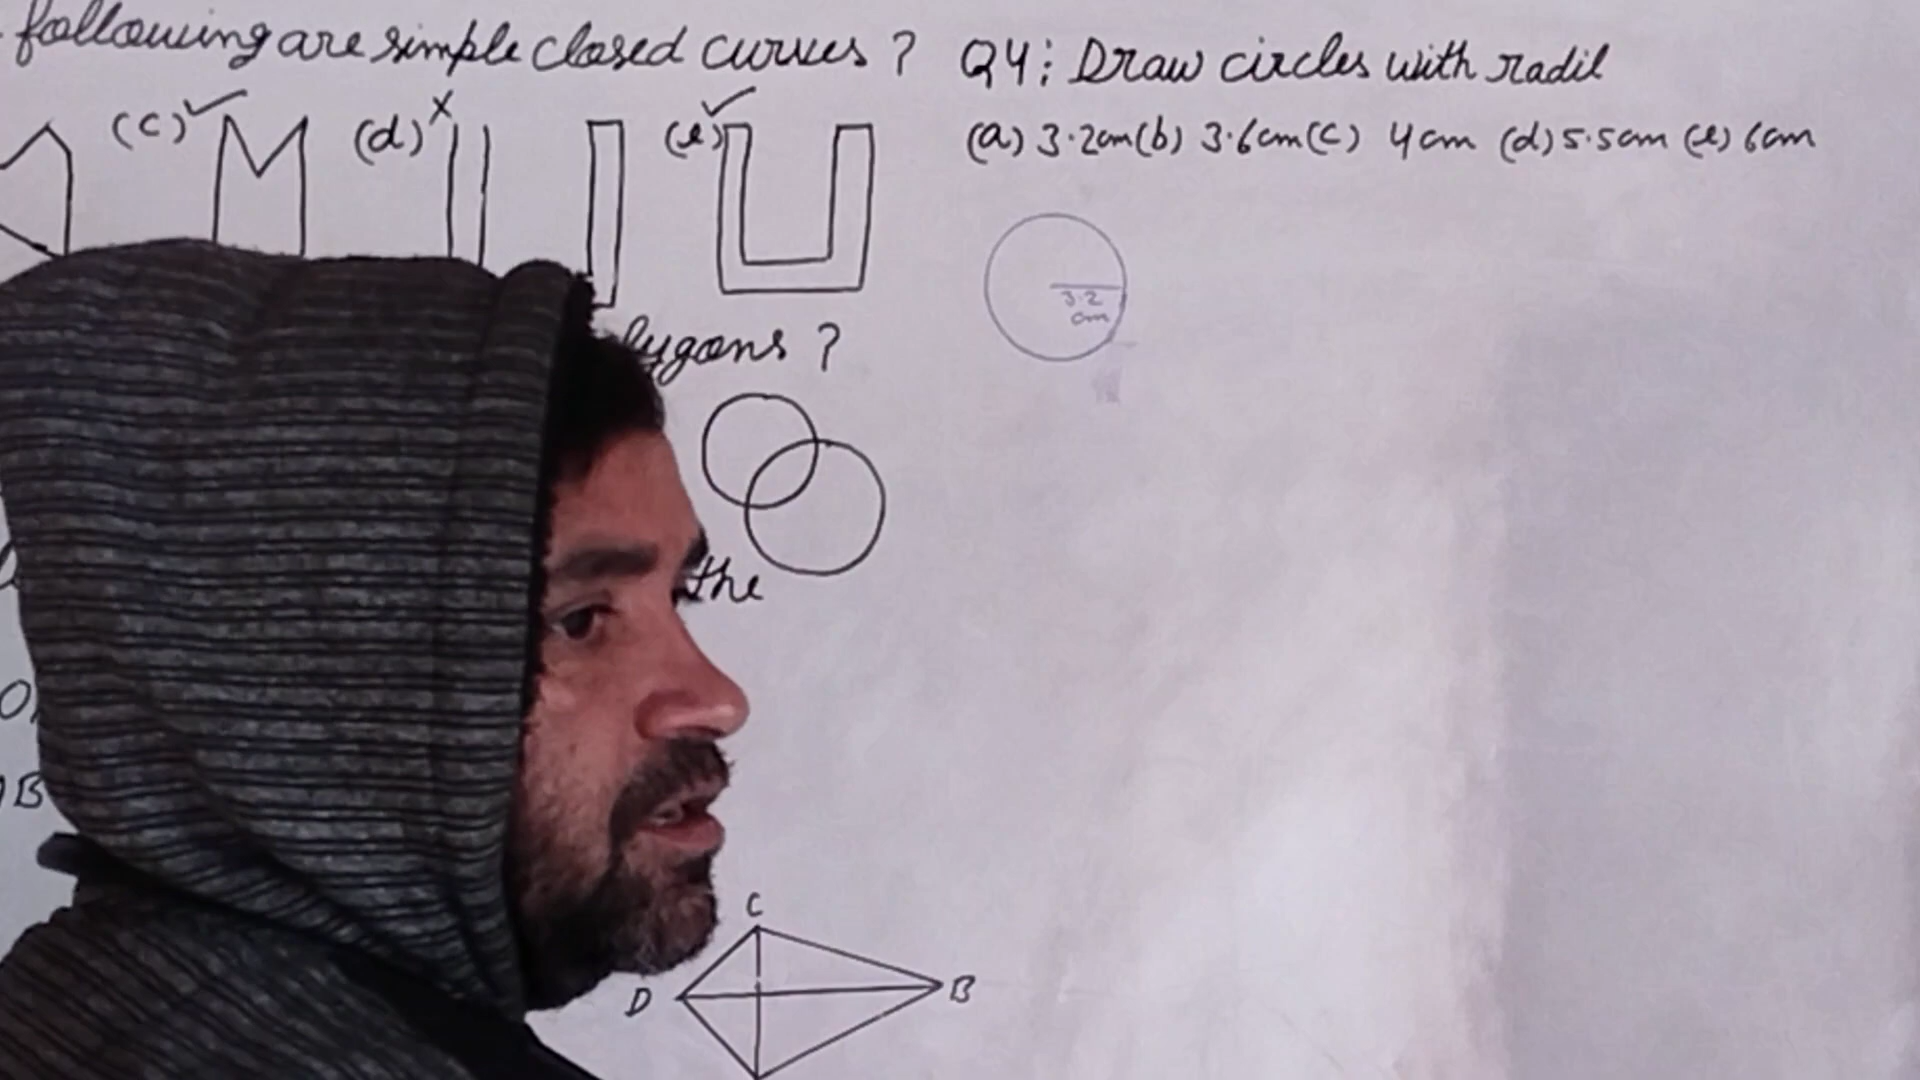 following are simple closed curves ?
(c) (d) (e)
lygons ?
the
B
C
D B
Q4: Draw circles with radil
(a) 3.2cm (b) 3.6cm (c) 4cm (d) 5.5cm (e) 6cm
3.2
cm